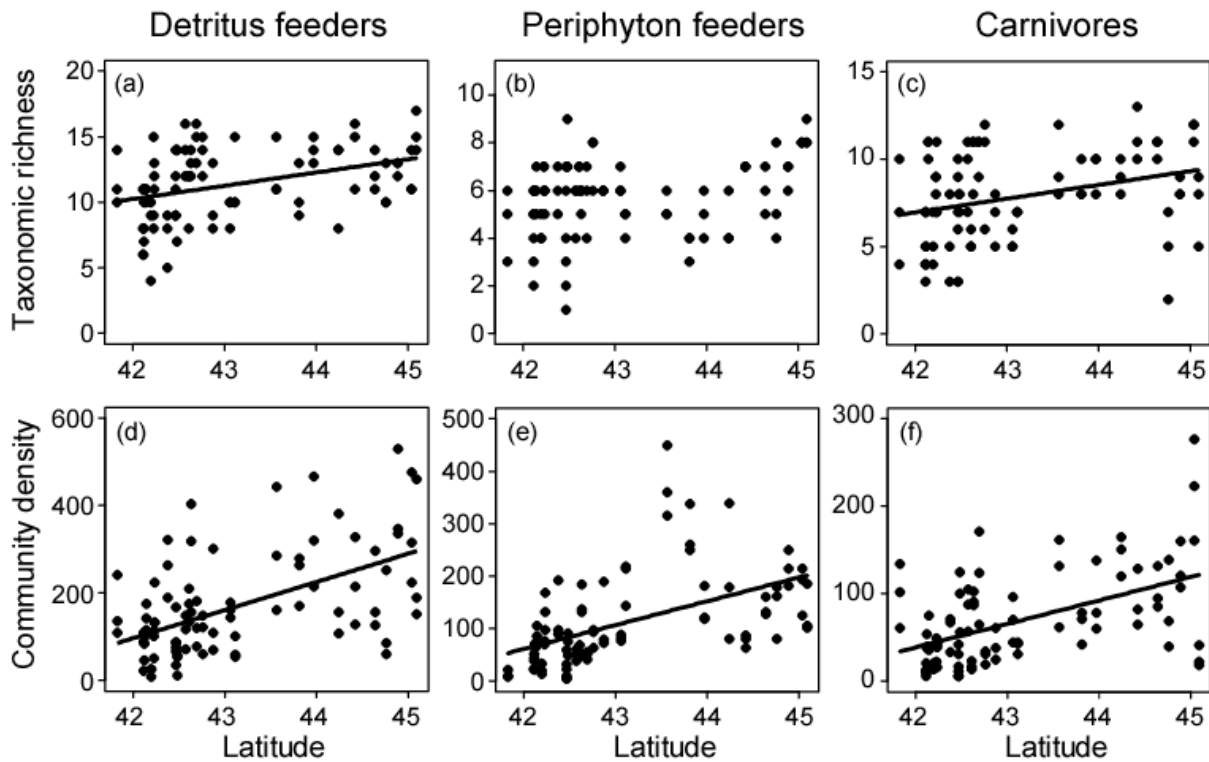 Detritus feeders Periphyton feeders Carnivores
Taxonomic richness
(a)
20
15
10
5
0
42 43 44 45
(b)
10
8
6
4
2
0
42 43 44 45
(c)
15
10
5
0
42 43 44 45
Community density
(d)
600
400
200
0
42 43 44 45
Latitude
(e)
500
400
300
200
100
0
42 43 44 45
Latitude
(f)
300
200
100
0
42 43 44 45
Latitude